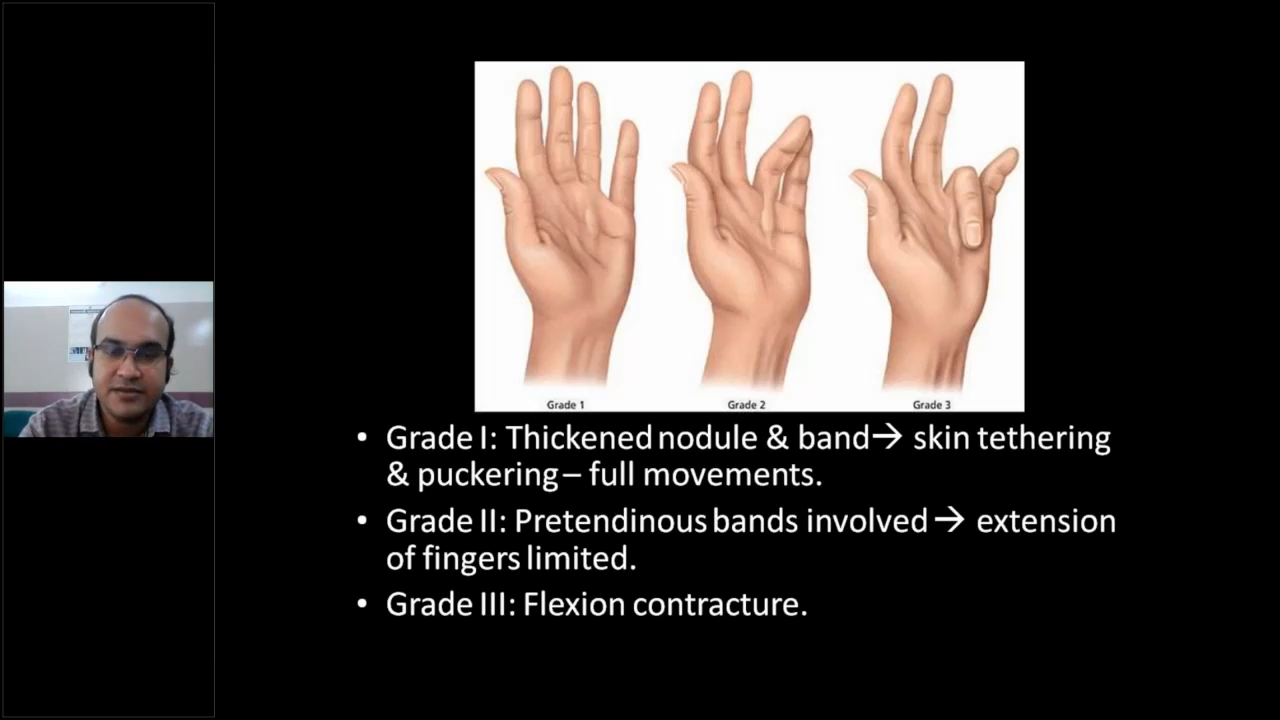 Grade 1
Grade 2
Grade 3
• Grade I: Thickened nodule & band→ skin tethering
& puckering – full movements.
• Grade II: Pretendinous bands involved → extension
of fingers limited.
• Grade III: Flexion contracture.